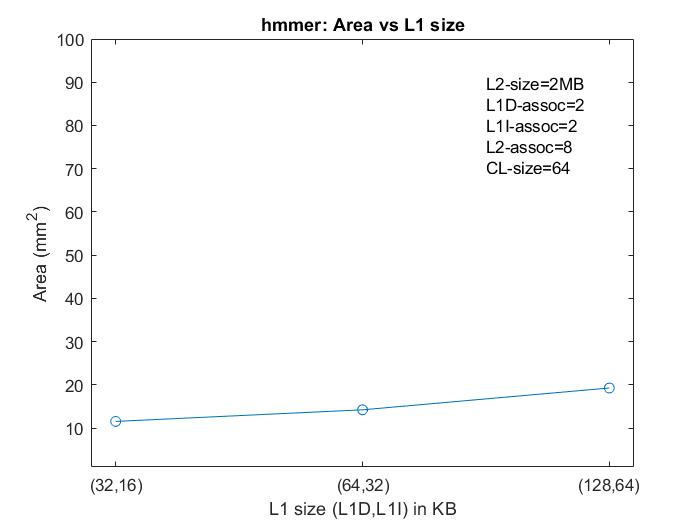 hmmer: Area vs L1 size
100
90
80
70
60
50
40
30
20
10
Area (mm²)
L2-size=2MB
L1D-assoc=2
L1I-assoc=2
L2-assoc=8
CL-size=64
(32,16)
(64,32)
(128,64)
L1 size (L1D,L1I) in KB